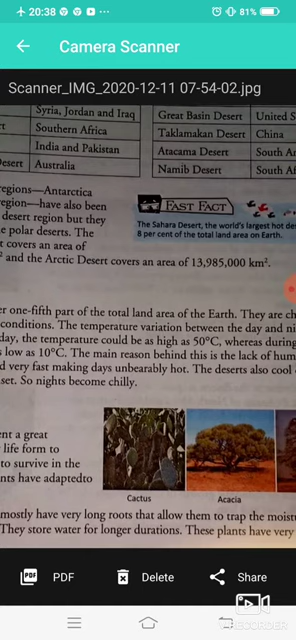 20:38
81%
Camera Scanner
Scanner_IMG_2020-12-11 07-54-02.jpg
Syria, Jordan and Iraq
Great Basin Desert United S
Southern Africa
Taklamakan Desert China
India and Pakistan
Atacama Desert South Am
Desert Australia
Namib Desert South Af
regions—Antarctica
region—have also been
desert region but they
e polar deserts. The
t covers an area of
FAST FACT
The Sahara Desert, the world's largest hot des
8 per cent of the total land area on Earth.
² and the Arctic Desert covers an area of 13,985,000 km².
er one-fifth part of the total land area of the Earth. They are ch
conditions. The temperature variation between the day and ni
day, the temperature could be as high as 50°C, whereas during
s low as 10°C. The main reason behind this is the lack of hum
d very fast making days unbearably hot. The deserts also cool
set. So nights become chilly.
ent a great
life form to
to survive in the
nts have adaptedto
Cactus
Acacia
mostly have very long roots that allow them to trap the moistu
They store water for longer durations. These plants have very
PDF
PDF
Delete
Share
RECORDER